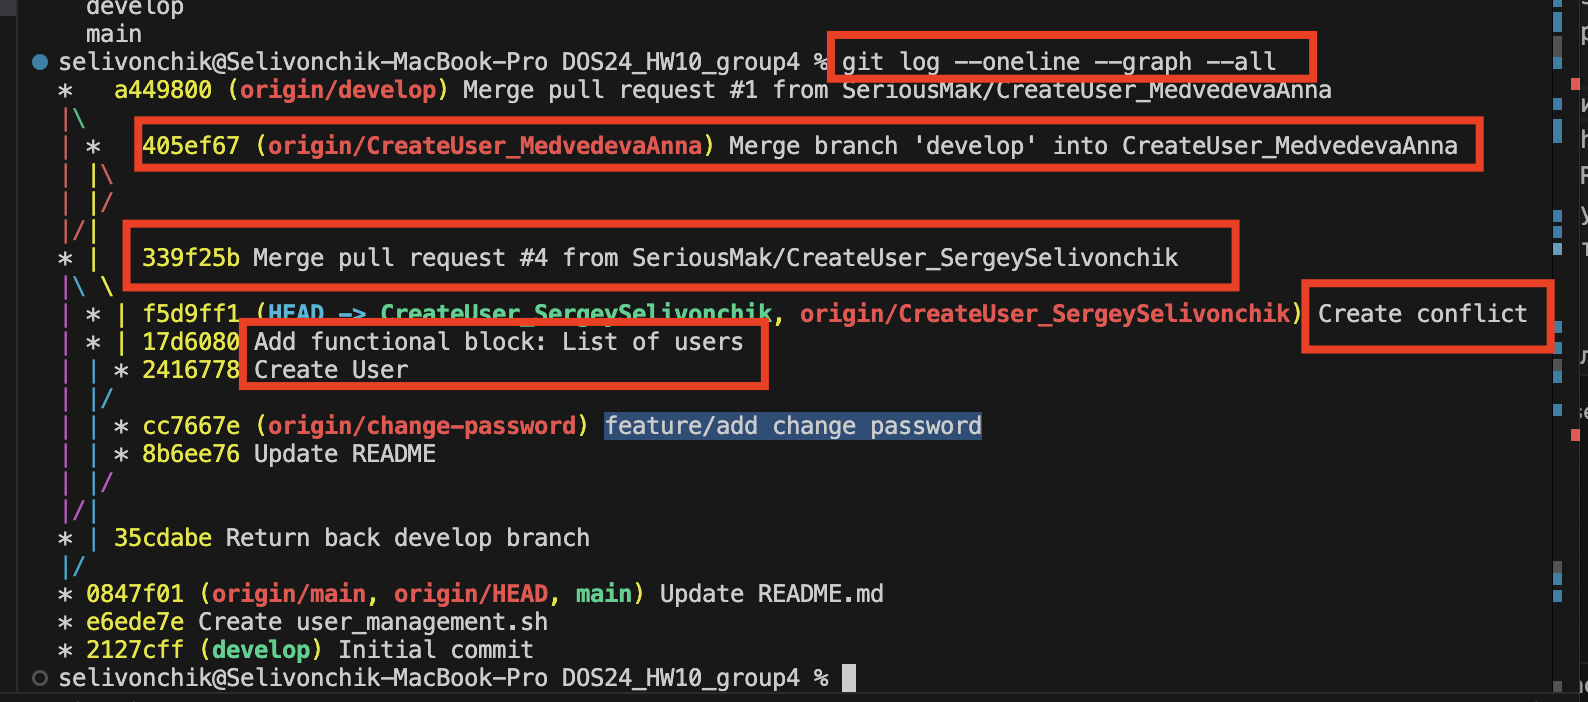 develop
main
selivonchik@Selivonchik-MacBook-Pro DOS24_HW10_group4 % git log --oneline --graph --all
*   a449800 (origin/develop) Merge pull request #1 from SeriousMak/CreateUser_MedvedevaAnna
|\
| *   405ef67 (origin/CreateUser_MedvedevaAnna) Merge branch 'develop' into CreateUser_MedvedevaAnna
| |\
| |/
|/|
* |   339f25b Merge pull request #4 from SeriousMak/CreateUser_SergeySelivonchik
|\ \
| * | f5d9ff1 (HEAD -> CreateUser_SergeySelivonchik, origin/CreateUser_SergeySelivonchik) Create conflict
| * | 17d6080 Add functional block: List of users
| | * 2416778 Create User
| |/
| | * cc7667e (origin/change-password) feature/add change password
| | * 8b6ee76 Update README
| |/
|/|
* | 35cdabe Return back develop branch
|/
* 0847f01 (origin/main, origin/HEAD, main) Update README.md
* e6ede7e Create user_management.sh
* 2127cff (develop) Initial commit
selivonchik@Selivonchik-MacBook-Pro DOS24_HW10_group4 %